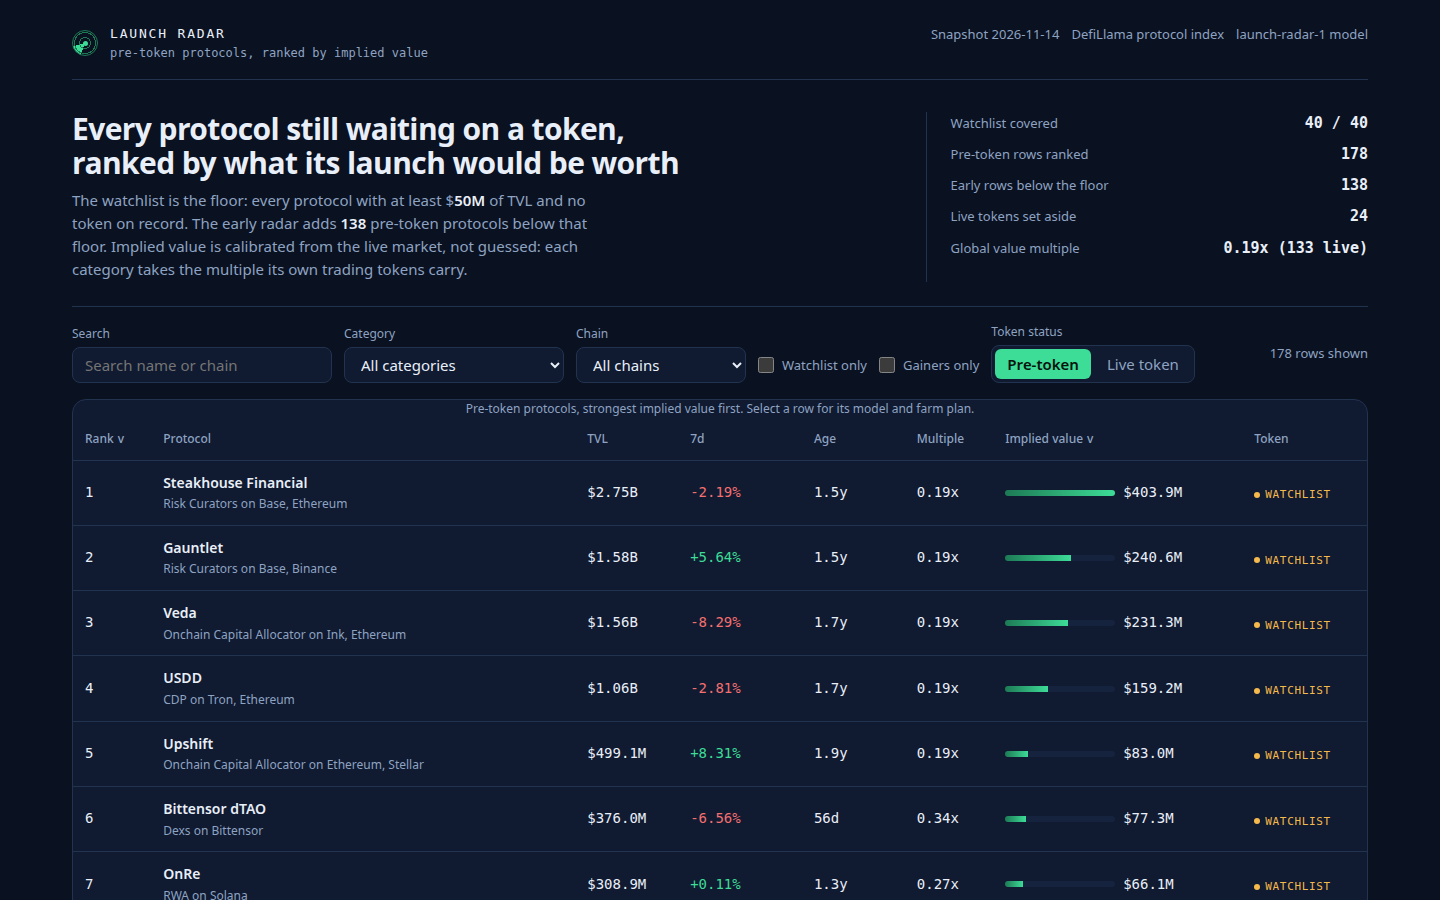 LAUNCH RADAR
pre-token protocols, ranked by implied value
Snapshot 2026-11-14 DefiLlama protocol index launch-radar-1 model
Every protocol still waiting on a token,
ranked by what its launch would be worth
The watchlist is the floor: every protocol with at least $50M of TVL and no
token on record. The early radar adds 138 pre-token protocols below that
floor. Implied value is calibrated from the live market, not guessed: each
category takes the multiple its own trading tokens carry.
Watchlist covered 40 / 40
Pre-token rows ranked 178
Early rows below the floor 138
Live tokens set aside 24
Global value multiple 0.19x (133 live)
Search Category Chain Token status
Search name or chain All categories All chains Watchlist only Gainers only Pre-token Live token 178 rows shown
Pre-token protocols, strongest implied value first. Select a row for its model and farm plan.
Rank v Protocol TVL 7d Age Multiple Implied value v Token
1 Steakhouse Financial $2.75B -2.19% 1.5y 0.19x $403.9M WATCHLIST
Risk Curators on Base, Ethereum
2 Gauntlet $1.58B +5.64% 1.5y 0.19x $240.6M WATCHLIST
Risk Curators on Base, Binance
3 Veda $1.56B -8.29% 1.7y 0.19x $231.3M WATCHLIST
Onchain Capital Allocator on Ink, Ethereum
4 USDD $1.06B -2.81% 1.7y 0.19x $159.2M WATCHLIST
CDP on Tron, Ethereum
5 Upshift $499.1M +8.31% 1.9y 0.19x $83.0M WATCHLIST
Onchain Capital Allocator on Ethereum, Stellar
6 Bittensor dTAO $376.0M -6.56% 56d 0.34x $77.3M WATCHLIST
Dexs on Bittensor
7 OnRe $308.9M +0.11% 1.3y 0.27x $66.1M WATCHLIST
RWA on Solana